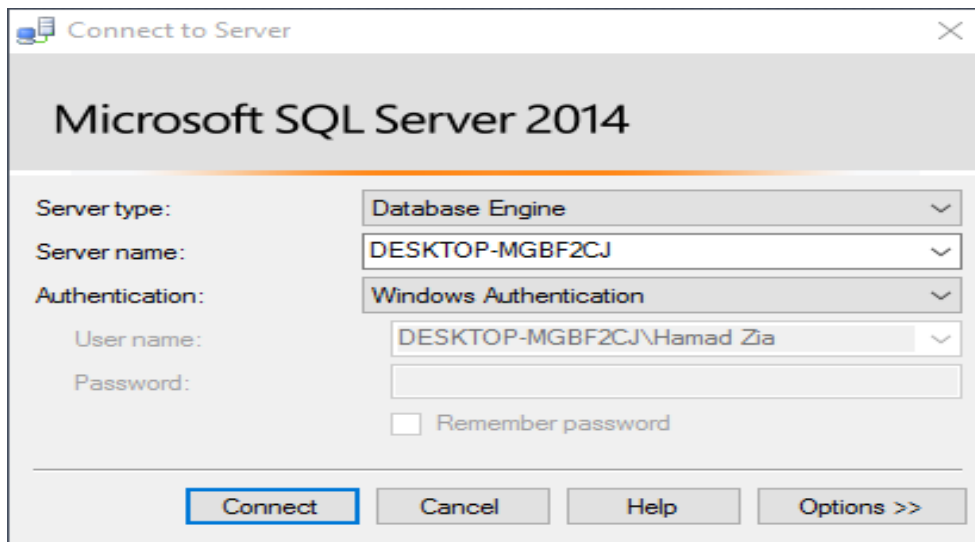 Connect to Server
Microsoft SQL Server 2014
Server type: Database Engine
Server name: DESKTOP-MGBF2CJ
Authentication: Windows Authentication
User name: DESKTOP-MGBF2CJ\Hamad Zia
Password:
Remember password
Connect Cancel Help Options >>